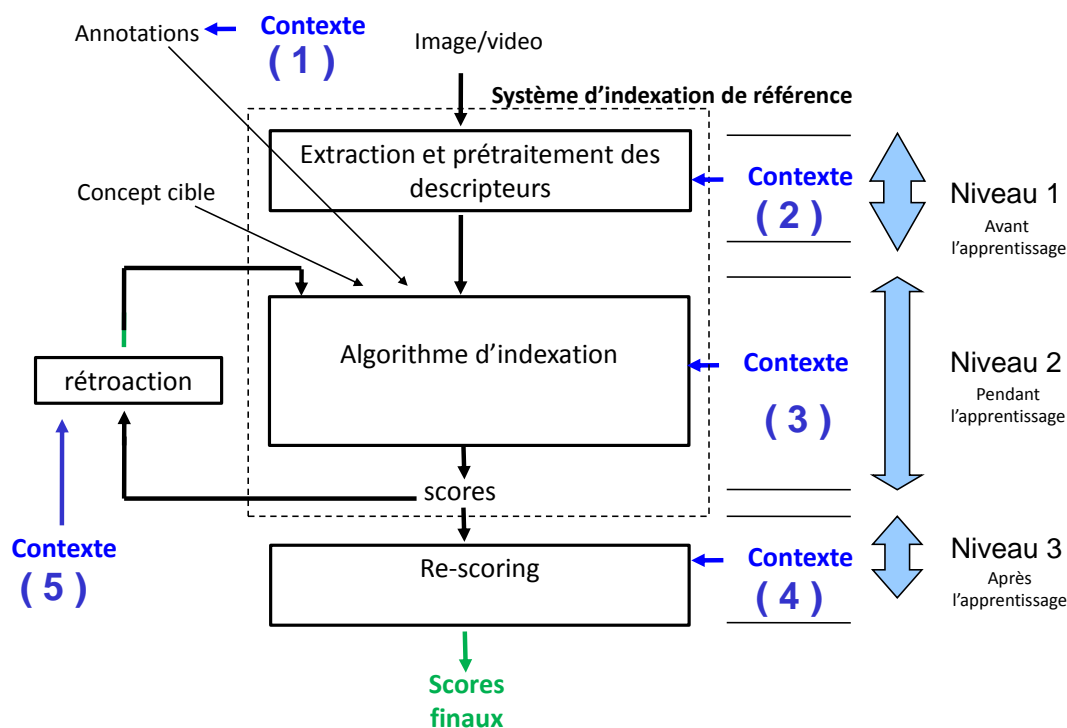 Annotations
Contexte
( 1 )
Image/video
Système d'indexation de référence
Extraction et prétraitement des
descripteurs
Contexte
( 2 )
Niveau 1
Avant
l'apprentissage
Concept cible
Algorithme d'indexation
Contexte
( 3 )
Niveau 2
Pendant
l'apprentissage
rétroaction
scores
Contexte
( 5 )
Re-scoring
Contexte
( 4 )
Niveau 3
Après
l'apprentissage
Scores
finaux